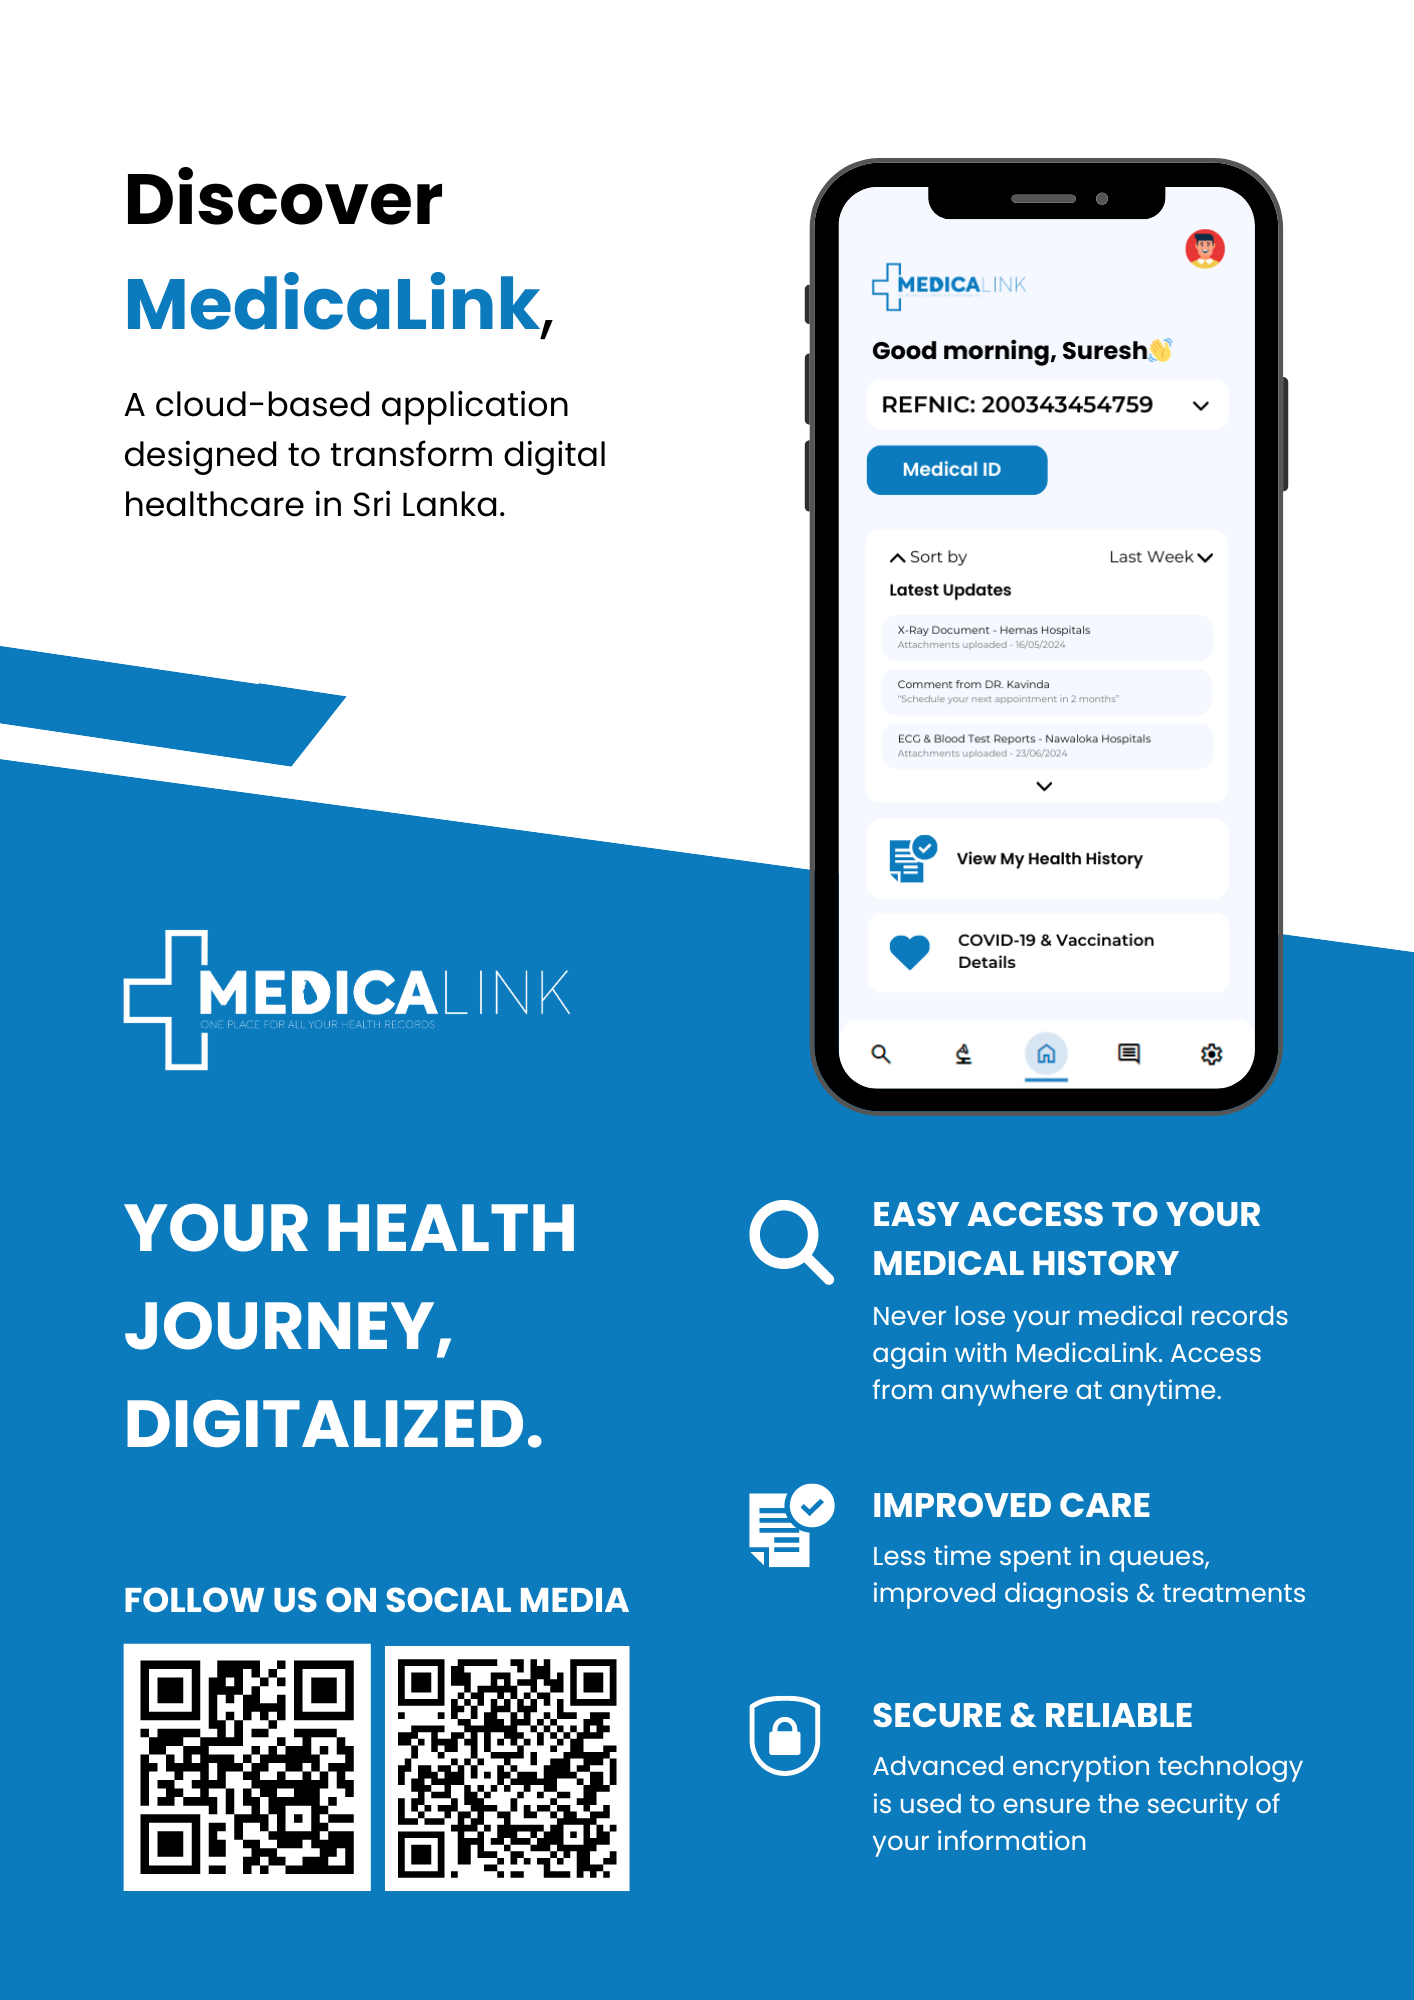 Discover
MedicaLink,
A cloud-based application
designed to transform digital
healthcare in Sri Lanka.
MEDICALINK
Good morning, Suresh👋
REFNIC: 200343454759
Medical ID
Sort by
Last Week
Latest Updates
X-Ray Document - Hemas Hospitals
Attachments uploaded - 16/05/2024
Comment from DR. Kavinda
"Schedule your next appointment in 2 months"
ECG & Blood Test Reports - Nawaloka Hospitals
Attachments uploaded - 23/06/2024
View My Health History
COVID-19 & Vaccination
Details
MEDICALINK
ONE PLACE FOR ALL YOUR HEALTH RECORDS
YOUR HEALTH
JOURNEY,
DIGITALIZED.
FOLLOW US ON SOCIAL MEDIA
EASY ACCESS TO YOUR
MEDICAL HISTORY
Never lose your medical records
again with MedicaLink. Access
from anywhere at anytime.
IMPROVED CARE
Less time spent in queues,
improved diagnosis & treatments
SECURE & RELIABLE
Advanced encryption technology
is used to ensure the security of
your information